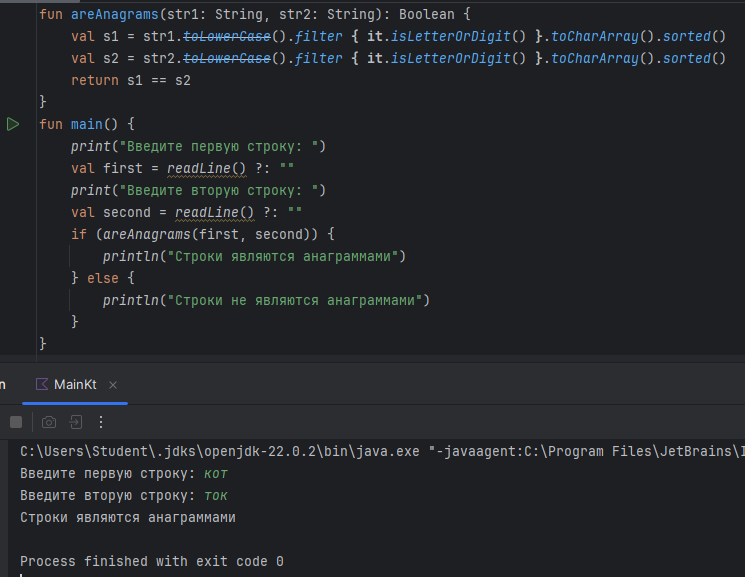 fun areAnagrams(str1: String, str2: String): Boolean {
    val s1 = str1.toLowerCase().filter { it.isLetterOrDigit() }.toCharArray().sorted()
    val s2 = str2.toLowerCase().filter { it.isLetterOrDigit() }.toCharArray().sorted()
    return s1 == s2
}
fun main() {
    print("Введите первую строку: ")
    val first = readLine() ?: ""
    print("Введите вторую строку: ")
    val second = readLine() ?: ""
    if (areAnagrams(first, second)) {
        println("Строки являются анаграммами")
    } else {
        println("Строки не являются анаграммами")
    }
}
MainKt
C:\Users\Student\.jdks\openjdk-22.0.2\bin\java.exe "-javaagent:C:\Program Files\JetBrains\
Введите первую строку: кот
Введите вторую строку: ток
Строки являются анаграммами
Process finished with exit code 0